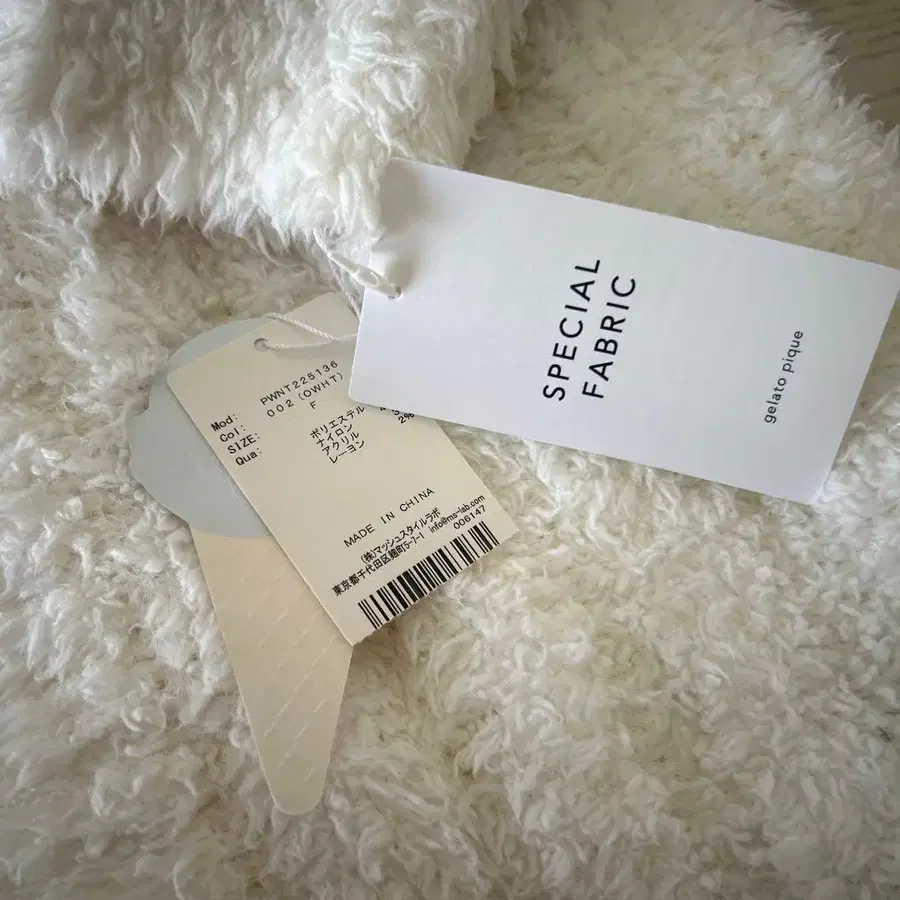 SPECIAL
FABRIC
gelato pique
Mod: PWNT225136
Col: 002 (OWHT)
SIZE: F
Qua: ポリエステル
ナイロン
アクリル
レーヨン 2%
MADE IN CHINA
(株)マッシュスタイルラボ
東京都千代田区麹町5-7-1 info@ms-lab.com
006147